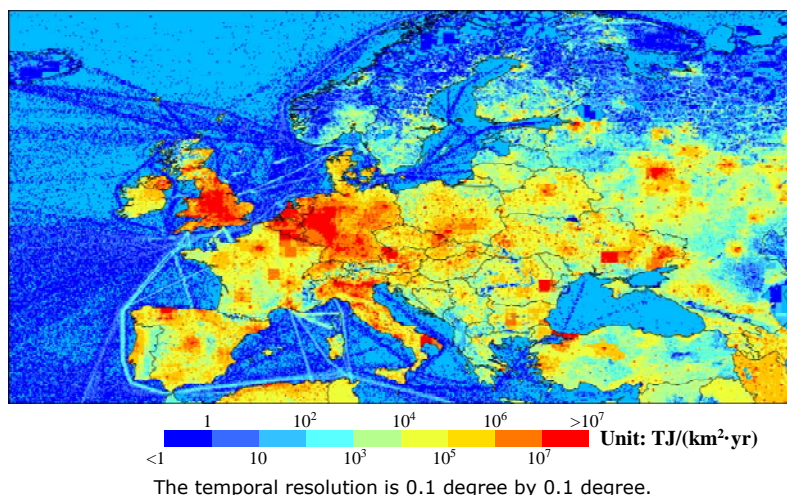 1 10² 10⁴ 10⁶ >10⁷ Unit: TJ/(km²·yr)
<1 10 10³ 10⁵ 10⁷
The temporal resolution is 0.1 degree by 0.1 degree.